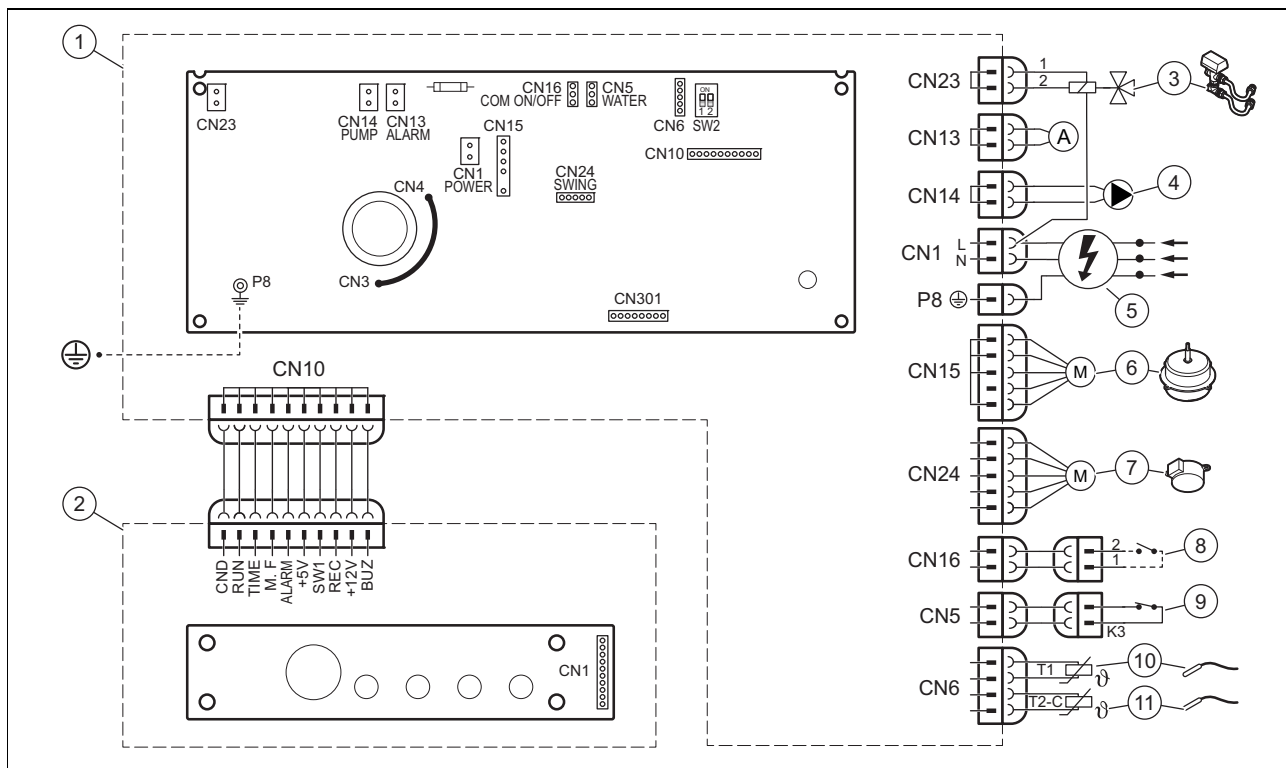 1
CN23
CN14
PUMP
CN13
ALARM
CN16
COM ON/OFF
CN5
WATER
CN15
CN6
ON
1 2
SW2
CN10
CN1
POWER
CN24
SWING
CN4
CN3
P8
CN301
CN10
2
CND
RUN
TIME
M. F
ALARM
+5V
SW1
REC
+12V
BUZ
CN1
CN23
1
2
3
CN13
A
CN14
4
CN1
L
N
P8
5
CN15
M
6
CN24
M
7
CN16
2
1
8
CN5
K3
9
CN6
T1
ϑ
10
T2-C
ϑ
11